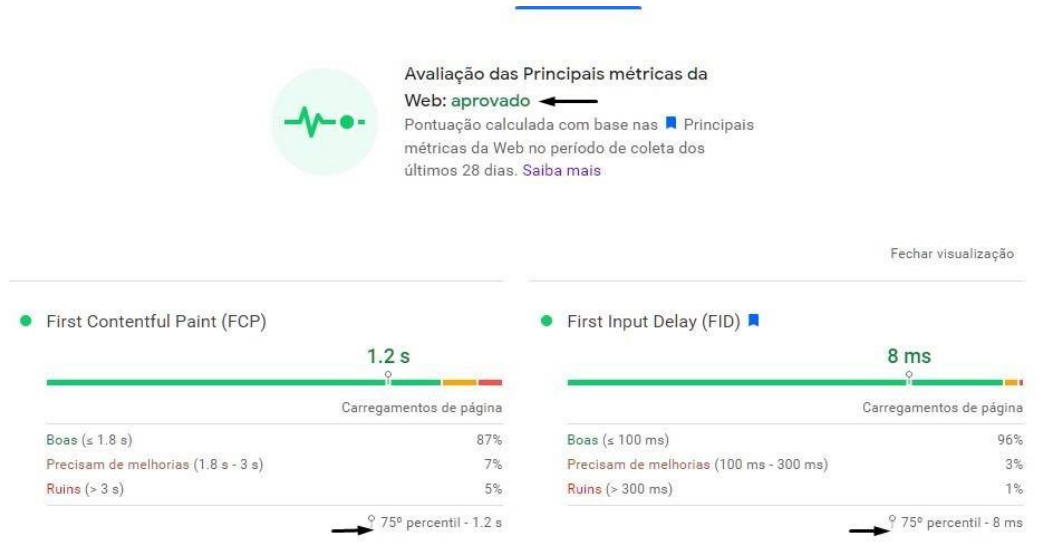 Avaliação das Principais métricas da
Web: aprovado
Pontuação calculada com base nas Principais
métricas da Web no período de coleta dos
últimos 28 dias. Saiba mais
Fechar visualização
First Contentful Paint (FCP)
1.2 s
Carregamentos de página
Boas (≤ 1.8 s) 87%
Precisam de melhorias (1.8 s - 3 s) 7%
Ruins (> 3 s) 5%
75º percentil - 1.2 s
First Input Delay (FID)
8 ms
Carregamentos de página
Boas (≤ 100 ms) 96%
Precisam de melhorias (100 ms - 300 ms) 3%
Ruins (> 300 ms) 1%
75º percentil - 8 ms